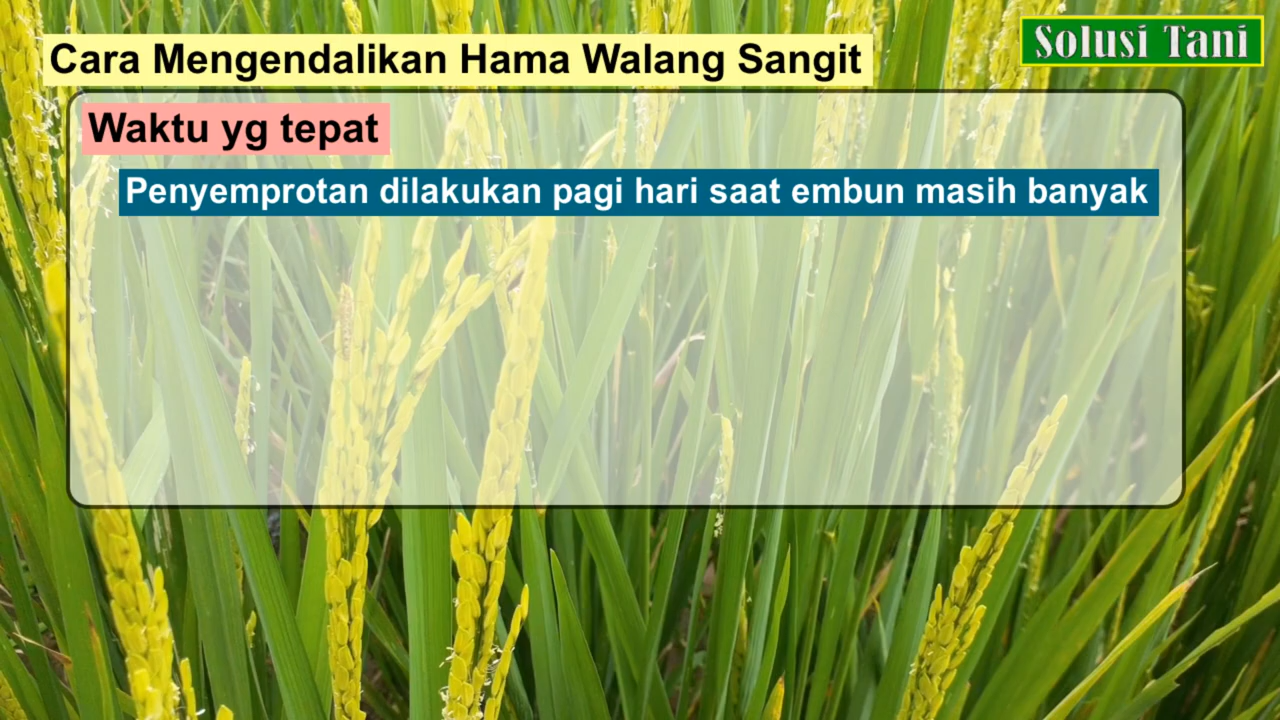 Cara Mengendalikan Hama Walang Sangit
Solusi Tani
Waktu yg tepat
Penyemprotan dilakukan pagi hari saat embun masih banyak